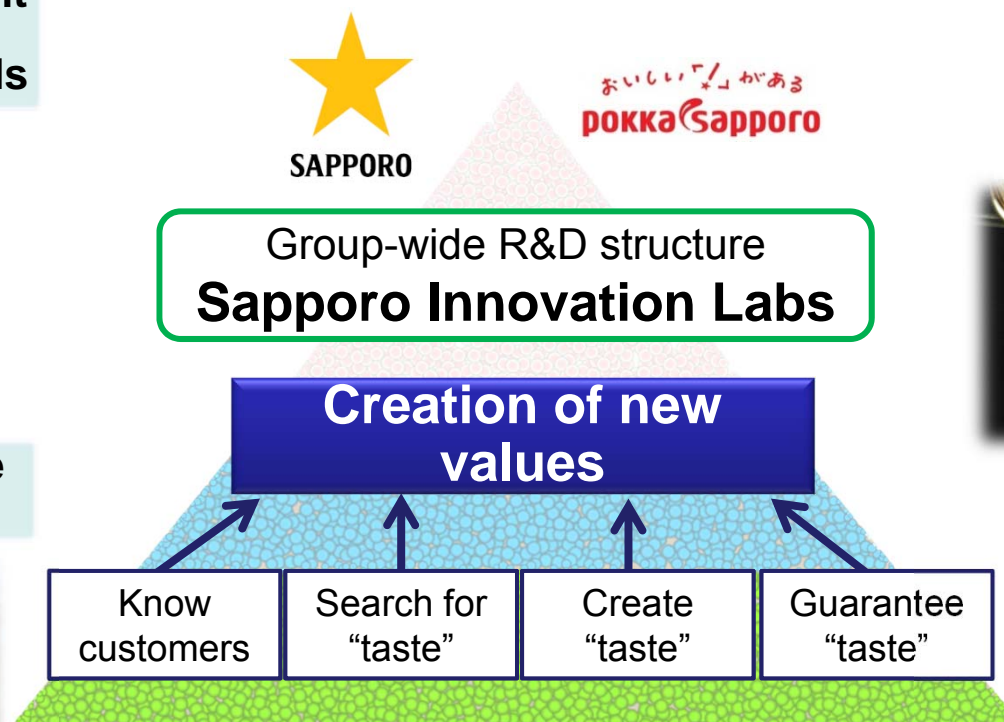 ds
SAPPORO
おいしい「!」がある
pokka sapporo
Group-wide R&D structure
Sapporo Innovation Labs
Creation of new
values
e
Know
customers
Search for
“taste”
Create
“taste”
Guarantee
“taste”